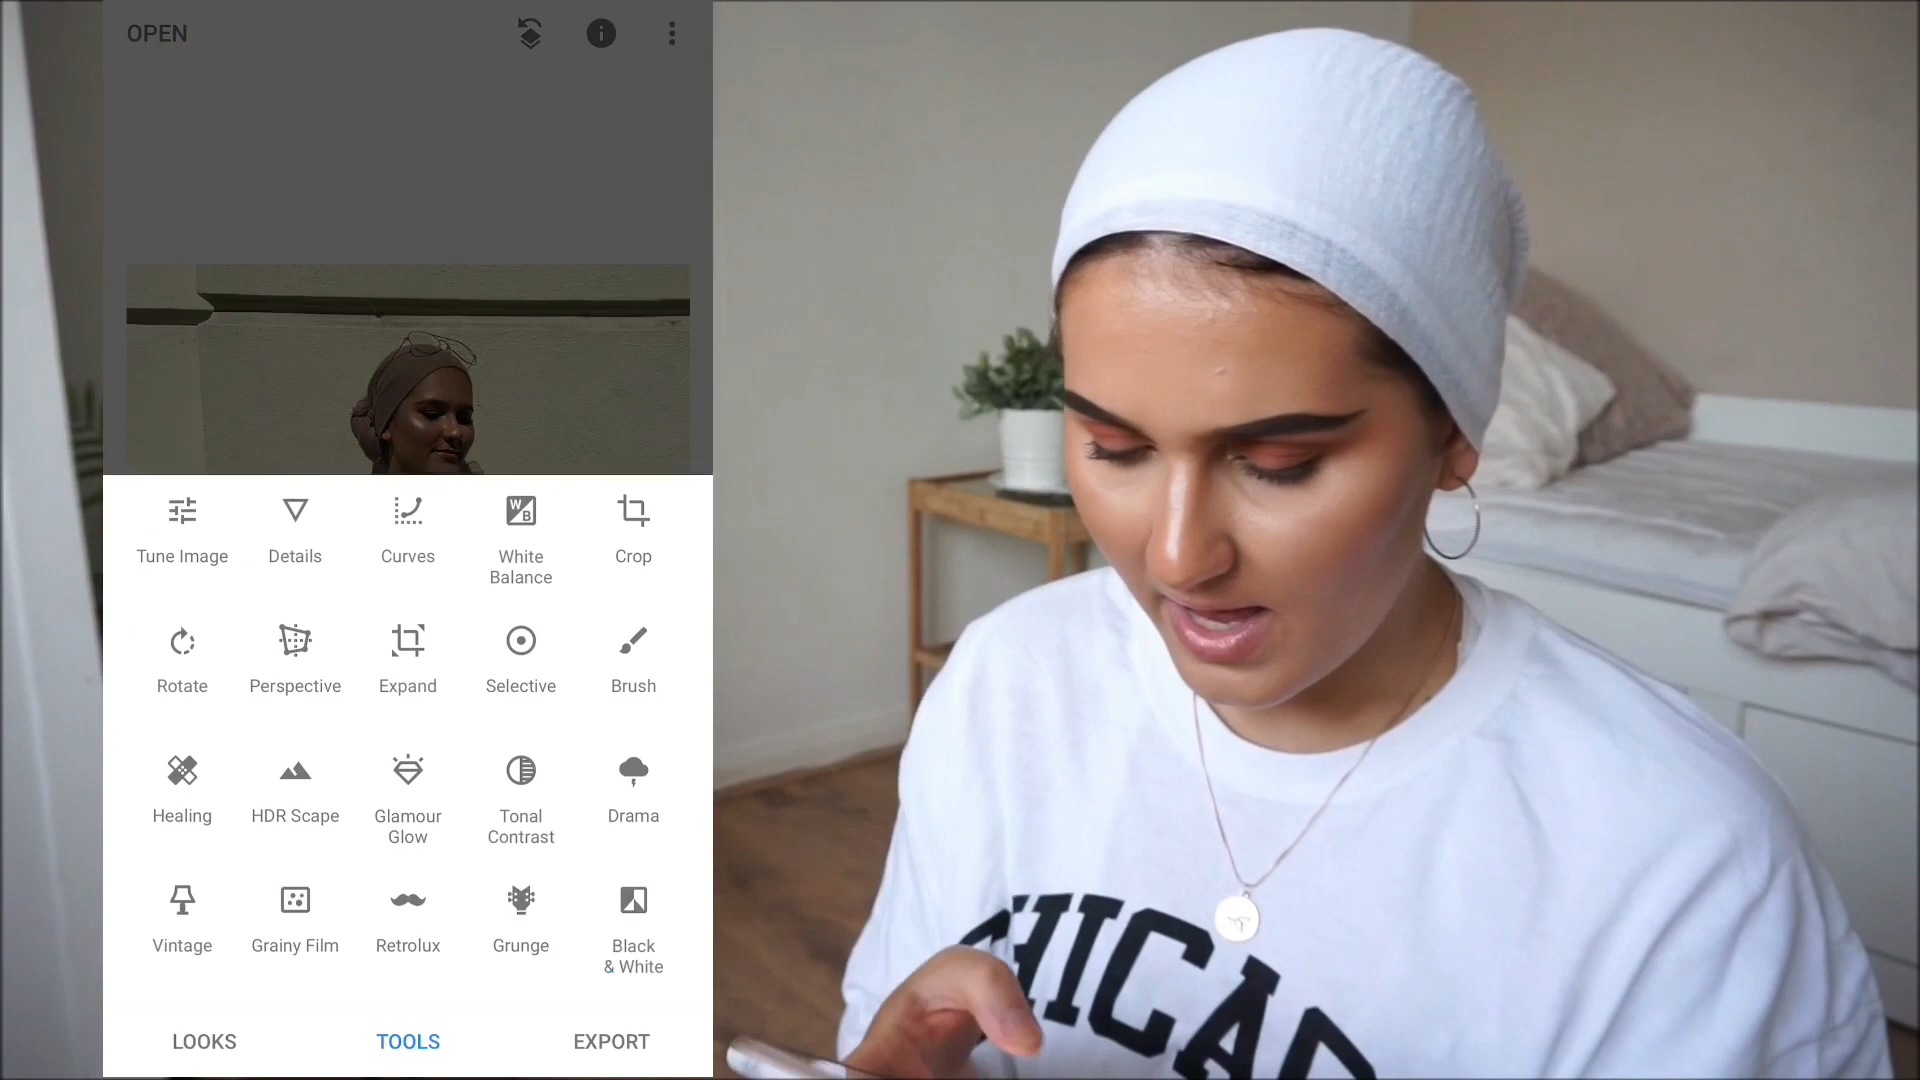 OPEN
Tune Image
Details
Curves
White
Balance
Crop
Rotate
Perspective
Expand
Selective
Brush
Healing
HDR Scape
Glamour
Glow
Tonal
Contrast
Drama
Vintage
Grainy Film
Retrolux
Grunge
Black
& White
LOOKS
TOOLS
EXPORT
CHICAG